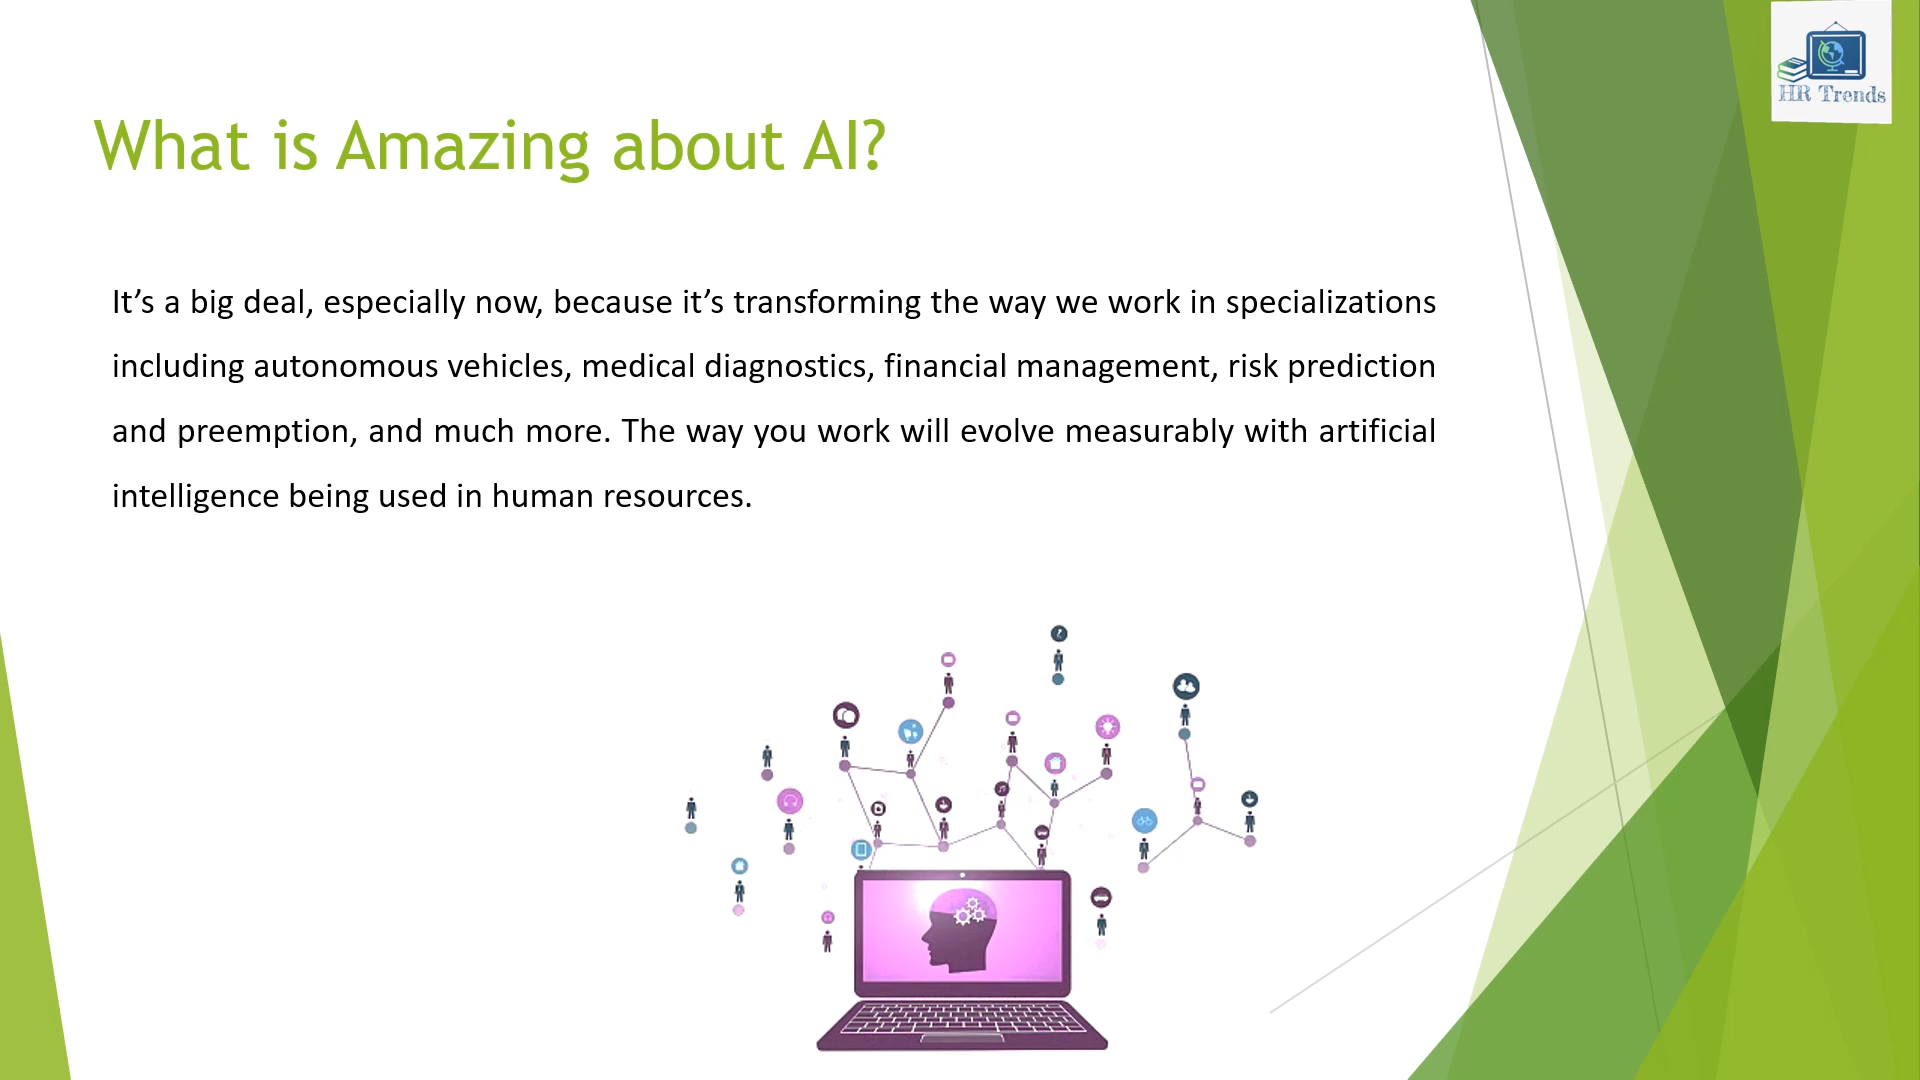 HR Trends
What is Amazing about AI?
It’s a big deal, especially now, because it’s transforming the way we work in specializations
including autonomous vehicles, medical diagnostics, financial management, risk prediction
and preemption, and much more. The way you work will evolve measurably with artificial
intelligence being used in human resources.